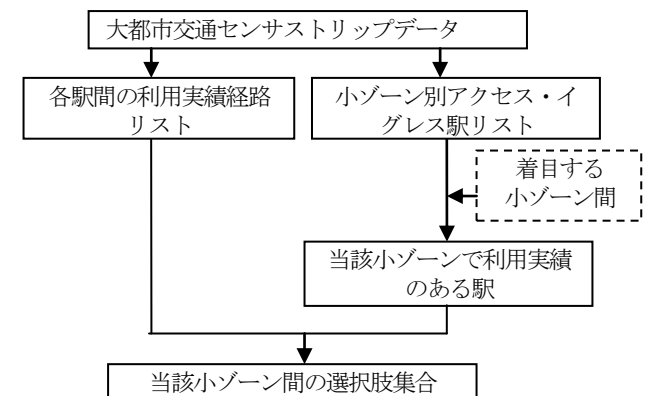 大都市交通センサストリップデータ
各駅間の利用実績経路
リスト
小ゾーン別アクセス・イ
グレス駅リスト
着目する
小ゾーン間
当該小ゾーンで利用実績
のある駅
当該小ゾーン間の選択肢集合